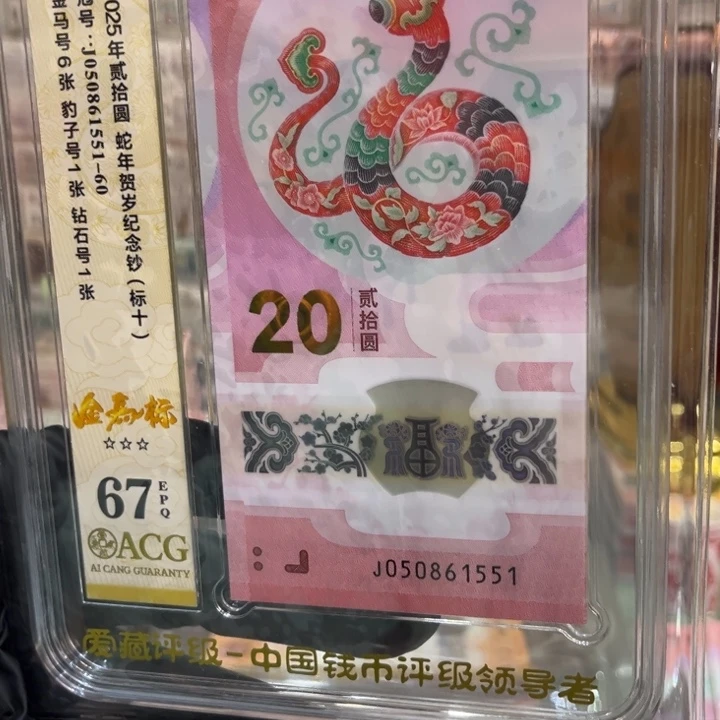 2025年贰拾圆 蛇年贺岁纪念钞(标十)
冠号:J050861551-60
金马号6张 豹子号1张 钻石号1张
金马标
☆☆☆
67 EPQ
ACG
AI CANG GUARANTY
20 贰拾圆
J050861551
爱藏评级-中国钱币评级领导者